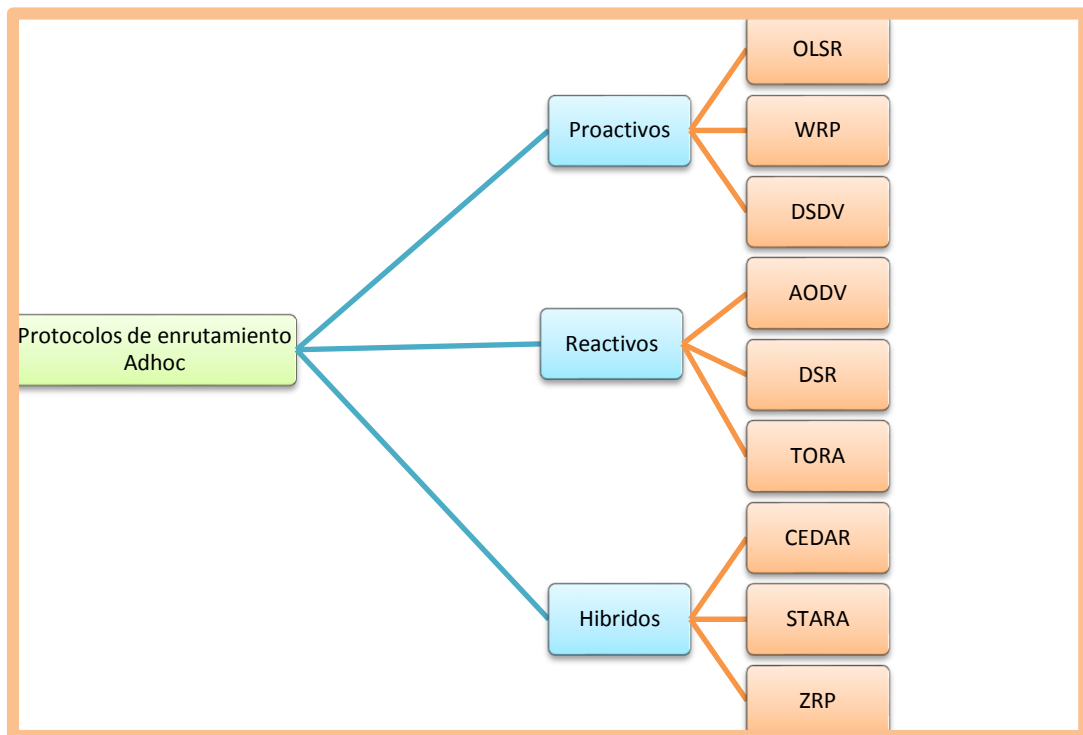 Protocolos de enrutamiento
Adhoc
Proactivos
OLSR
WRP
DSDV
Reactivos
AODV
DSR
TORA
Hibridos
CEDAR
STARA
ZRP